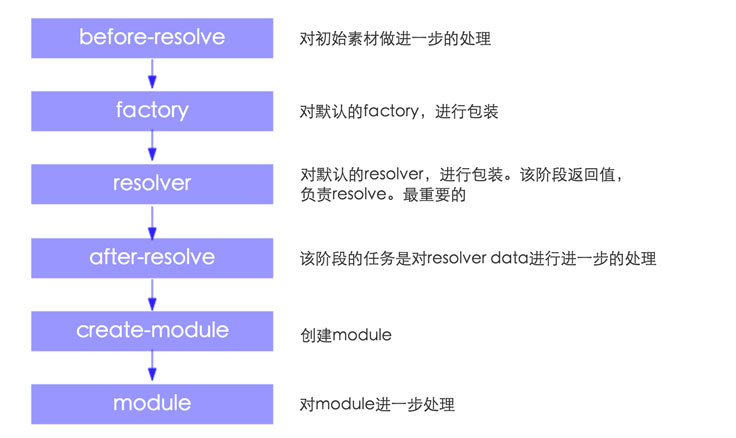 before-resolve
对初始素材做进一步的处理
factory
对默认的factory，进行包装
resolver
对默认的resolver，进行包装。该阶段返回值，
负责resolve。最重要的
after-resolve
该阶段的任务是对resolver data进行进一步的处理
create-module
创建module
module
对module进一步处理